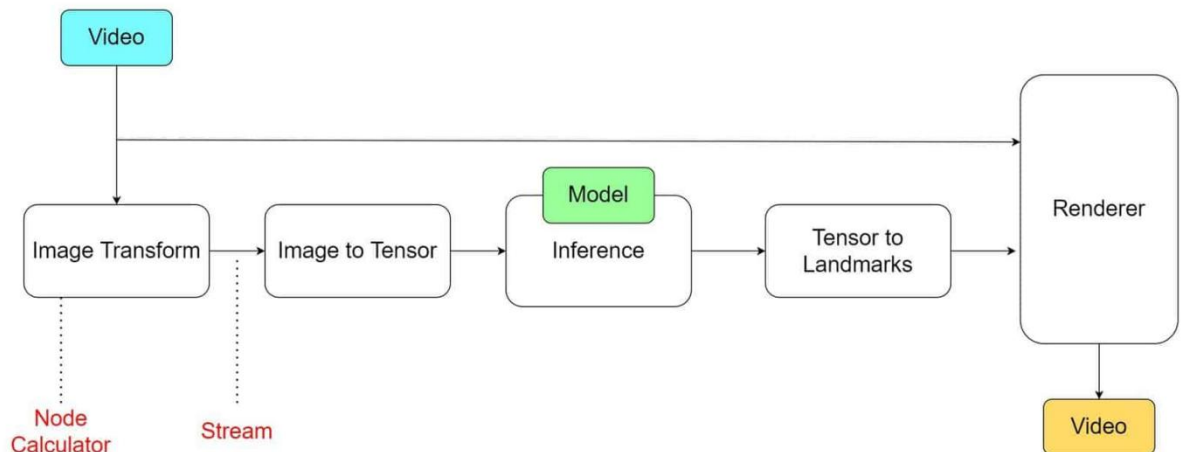 Video
Model
Renderer
Image Transform
Image to Tensor
Inference
Tensor to
Landmarks
Node
Calculator
Stream
Video